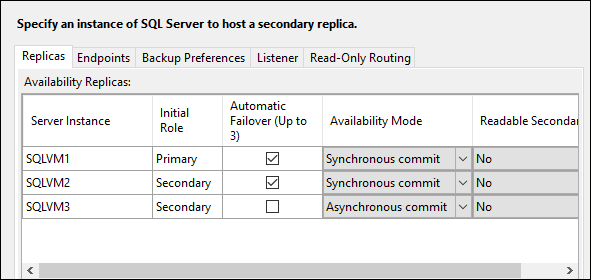 Specify an instance of SQL Server to host a secondary replica.
Replicas Endpoints Backup Preferences Listener Read-Only Routing
Availability Replicas:
Server Instance Initial Role Automatic Failover (Up to 3) Availability Mode Readable Secondar
SQLVM1 Primary Synchronous commit No
SQLVM2 Secondary Synchronous commit No
SQLVM3 Secondary Asynchronous commit No